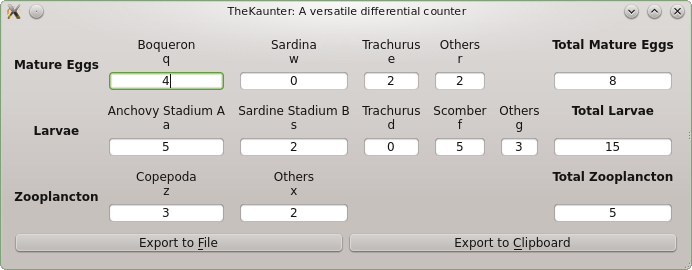 TheKaunter: A versatile differential counter
Boqueron Sardina Trachurus Others Total Mature Eggs
Mature Eggs q w e r
4 0 2 2 8
Anchovy Stadium A Sardine Stadium B Trachurus Scomber Others Total Larvae
Larvae a s d f g
5 2 0 5 3 15
Copepoda Others Total Zooplancton
Zooplancton z x
3 2 5
Export to File Export to Clipboard